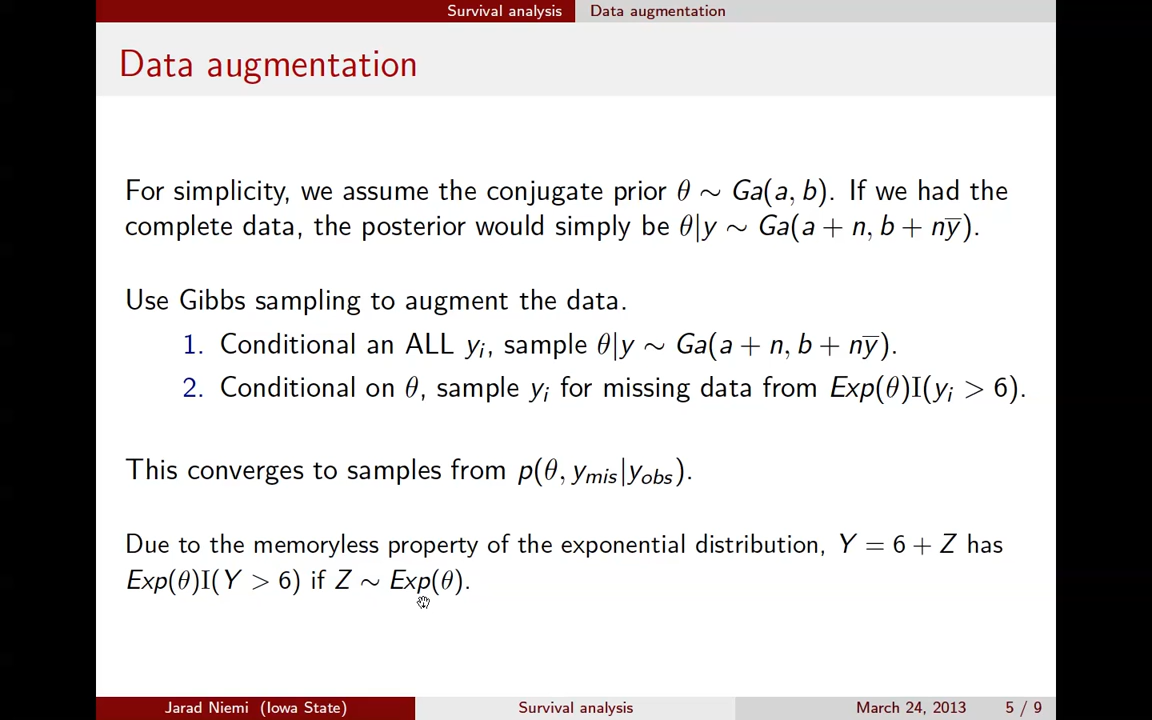 Survival analysis Data augmentation
Data augmentation
For simplicity, we assume the conjugate prior θ ∼ Ga(a, b). If we had the
complete data, the posterior would simply be θ|y ∼ Ga(a + n, b + nȳ).
Use Gibbs sampling to augment the data.
1. Conditional an ALL yᵢ, sample θ|y ∼ Ga(a + n, b + nȳ).
2. Conditional on θ, sample yᵢ for missing data from Exp(θ)I(yᵢ > 6).
This converges to samples from p(θ, y_mis|y_obs).
Due to the memoryless property of the exponential distribution, Y = 6 + Z has
Exp(θ)I(Y > 6) if Z ∼ Exp(θ).
Jarad Niemi (Iowa State) Survival analysis March 24, 2013 5 / 9